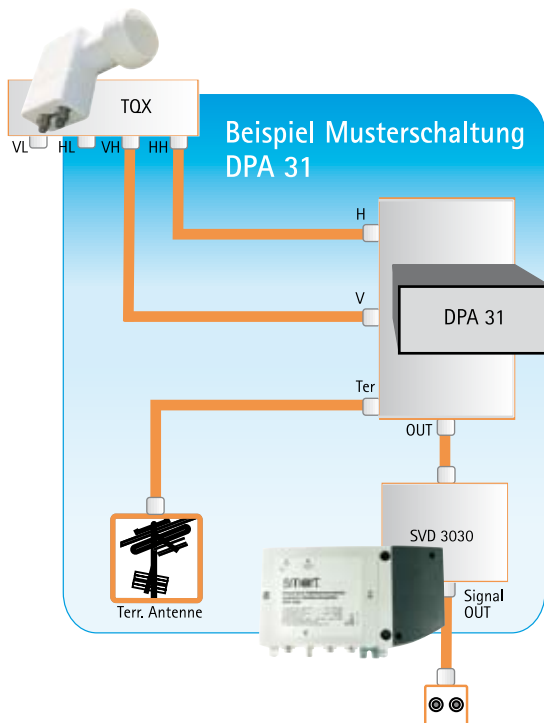 TQX
VL HL VH HH
Beispiel Musterschaltung
DPA 31
H
V
DPA 31
Ter
OUT
SVD 3030
smart
Signal
OUT
Terr. Antenne